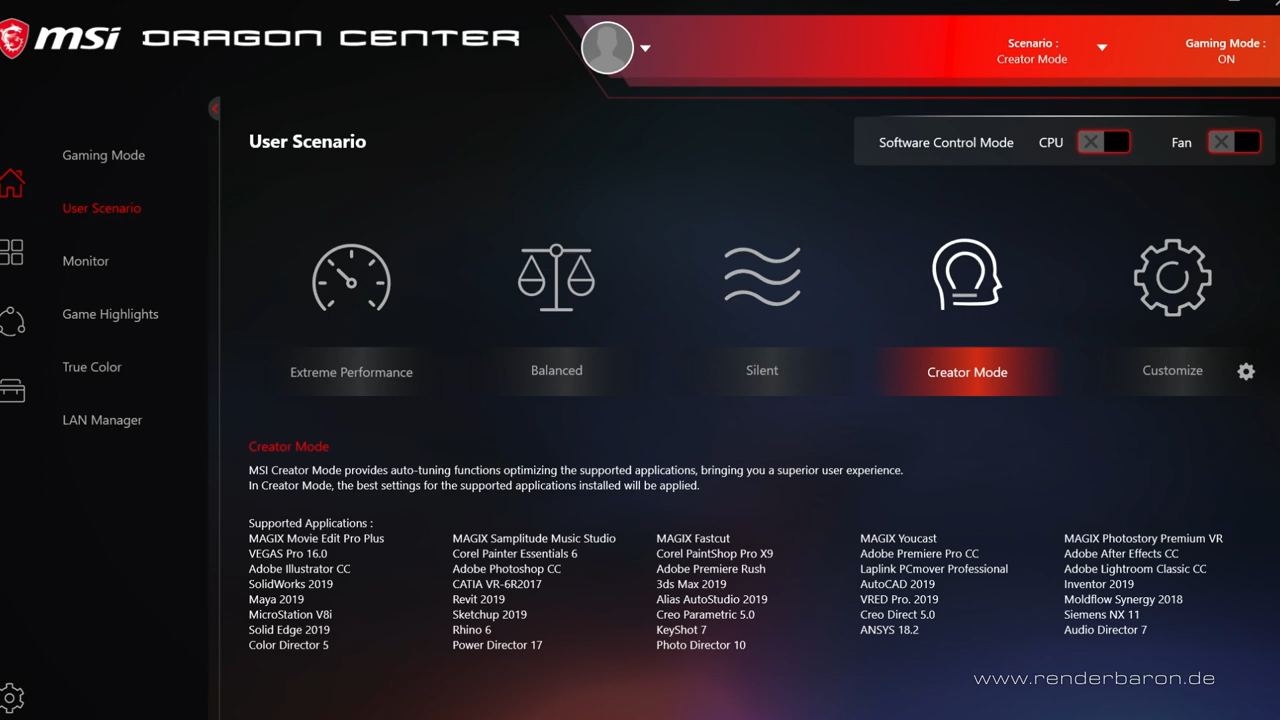 msi DRAGON CENTER
Scenario :
Creator Mode
Gaming Mode :
ON
Gaming Mode
User Scenario
Monitor
Game Highlights
True Color
LAN Manager
User Scenario
Software Control Mode CPU Fan
Extreme Performance Balanced Silent Creator Mode Customize
Creator Mode
MSI Creator Mode provides auto-tuning functions optimizing the supported applications, bringing you a superior user experience.
In Creator Mode, the best settings for the supported applications installed will be applied.
Supported Applications :
MAGIX Movie Edit Pro Plus MAGIX Samplitude Music Studio MAGIX Fastcut MAGIX Youcast MAGIX Photostory Premium VR
VEGAS Pro 16.0 Corel Painter Essentials 6 Corel PaintShop Pro X9 Adobe Premiere Pro CC Adobe After Effects CC
Adobe Illustrator CC Adobe Photoshop CC Adobe Premiere Rush Laplink PCmover Professional Adobe Lightroom Classic CC
SolidWorks 2019 CATIA VR-6R2017 3ds Max 2019 AutoCAD 2019 Inventor 2019
Maya 2019 Revit 2019 Alias AutoStudio 2019 VRED Pro. 2019 Moldflow Synergy 2018
MicroStation V8i Sketchup 2019 Creo Parametric 5.0 Creo Direct 5.0 Siemens NX 11
Solid Edge 2019 Rhino 6 KeyShot 7 ANSYS 18.2 Audio Director 7
Color Director 5 Power Director 17 Photo Director 10
www.renderbaron.de